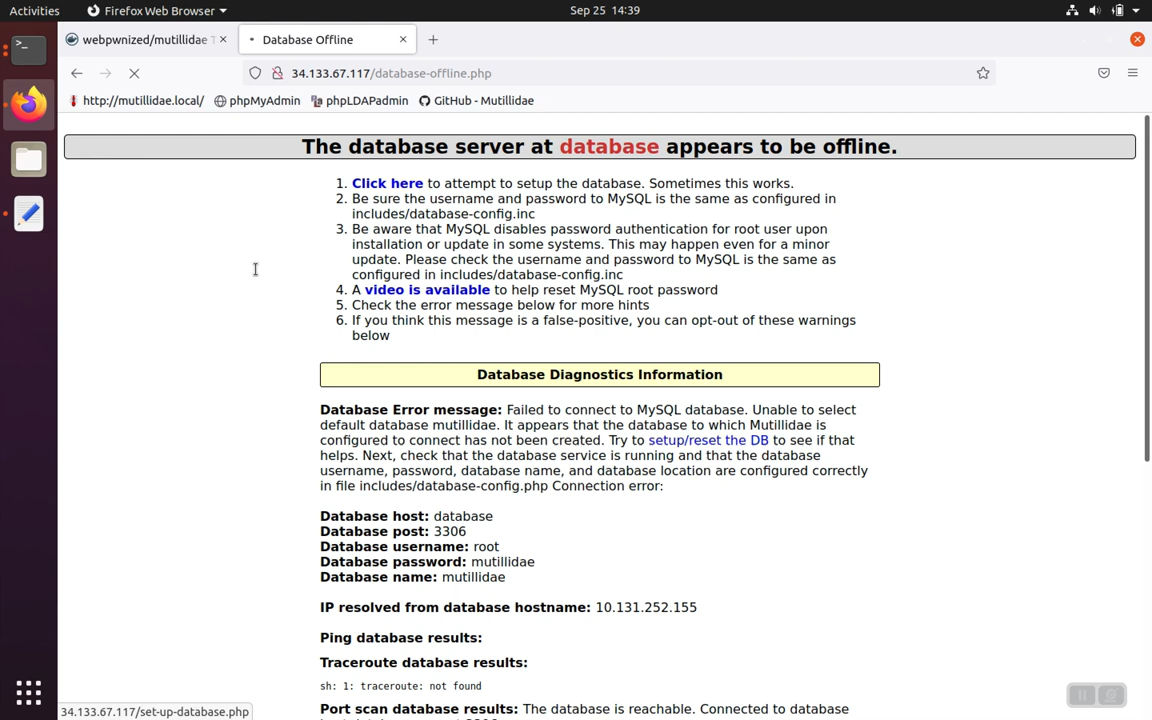 Activities
Firefox Web Browser
Sep 25 14:39
webpwnized/mutillidae
Database Offline
34.133.67.117/database-offline.php
http://mutillidae.local/
phpMyAdmin
phpLDAPadmin
GitHub - Mutillidae
The database server at database appears to be offline.
1. Click here to attempt to setup the database. Sometimes this works.
2. Be sure the username and password to MySQL is the same as configured in
includes/database-config.inc
3. Be aware that MySQL disables password authentication for root user upon
installation or update in some systems. This may happen even for a minor
update. Please check the username and password to MySQL is the same as
configured in includes/database-config.inc
4. A video is available to help reset MySQL root password
5. Check the error message below for more hints
6. If you think this message is a false-positive, you can opt-out of these warnings
below
Database Diagnostics Information
Database Error message: Failed to connect to MySQL database. Unable to select
default database mutillidae. It appears that the database to which Mutillidae is
configured to connect has not been created. Try to setup/reset the DB to see if that
helps. Next, check that the database service is running and that the database
username, password, database name, and database location are configured correctly
in file includes/database-config.php Connection error:
Database host: database
Database post: 3306
Database username: root
Database password: mutillidae
Database name: mutillidae
IP resolved from database hostname: 10.131.252.155
Ping database results:
Traceroute database results:
sh: 1: traceroute: not found
Port scan database results: The database is reachable. Connected to database
34.133.67.117/set-up-database.php